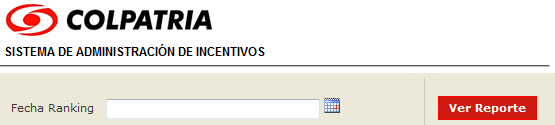 COLPATRIA
SISTEMA DE ADMINISTRACIÓN DE INCENTIVOS
Fecha Ranking
Ver Reporte